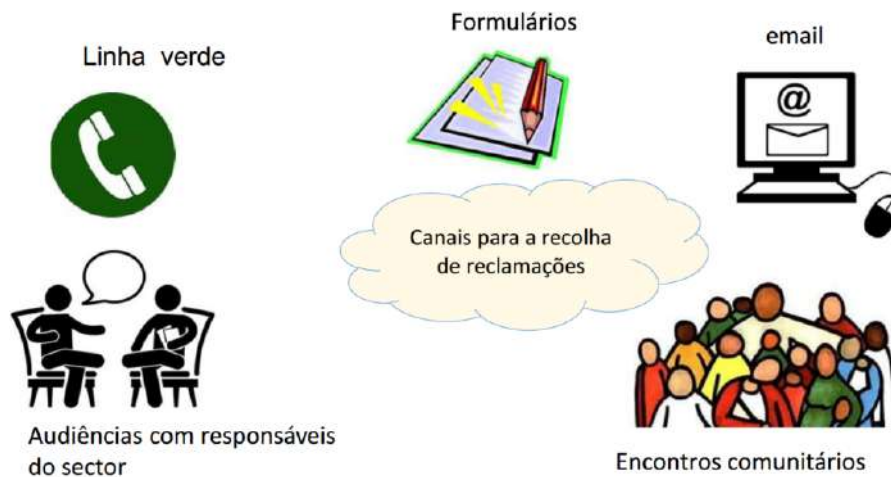 Formulários
email
Linha verde
@
Canais para a recolha
de reclamações
Audiências com responsáveis
do sector
Encontros comunitários